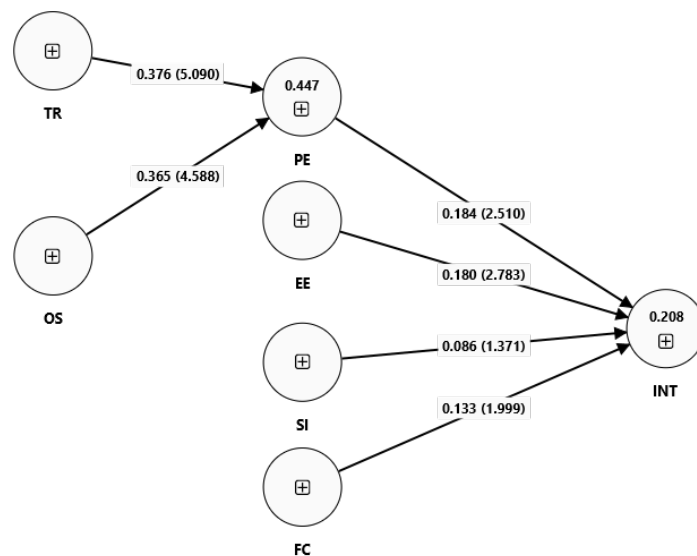 TR
0.376 (5.090)
0.447
PE
0.365 (4.588)
OS
0.184 (2.510)
EE
0.180 (2.783)
0.208
INT
0.086 (1.371)
SI
0.133 (1.999)
FC